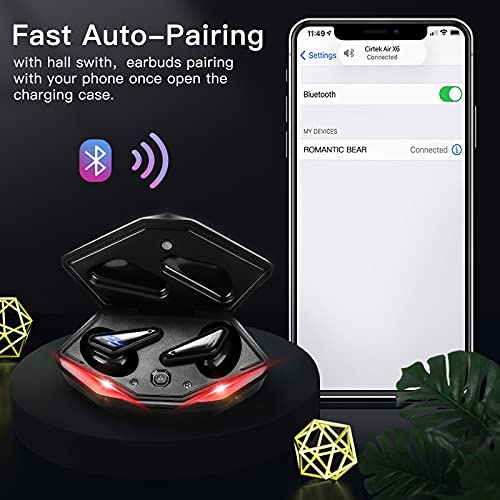 Fast Auto-Pairing
with hall swith, earbuds pairing
with your phone once open the
charging case.
11:49
Cirtek Air X6
Connected
Settings
Bluetooth
MY DEVICES
ROMANTIC BEAR Connected